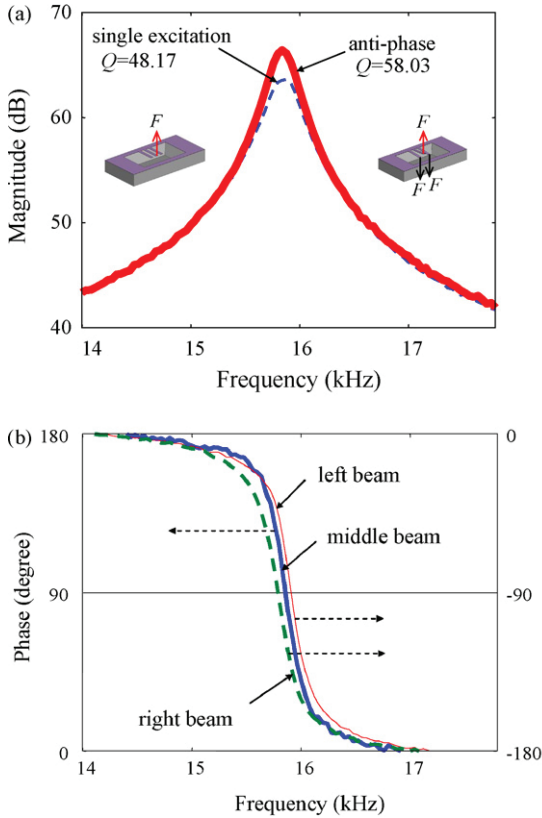 (a)
70
60
50
40
Magnitude (dB)
single excitation
Q=48.17
anti-phase
Q=58.03
F
F
F
F
14
15
16
17
Frequency (kHz)
(b)
180
90
0
Phase (degree)
0
-90
-180
left beam
middle beam
right beam
14
15
16
17
Frequency (kHz)